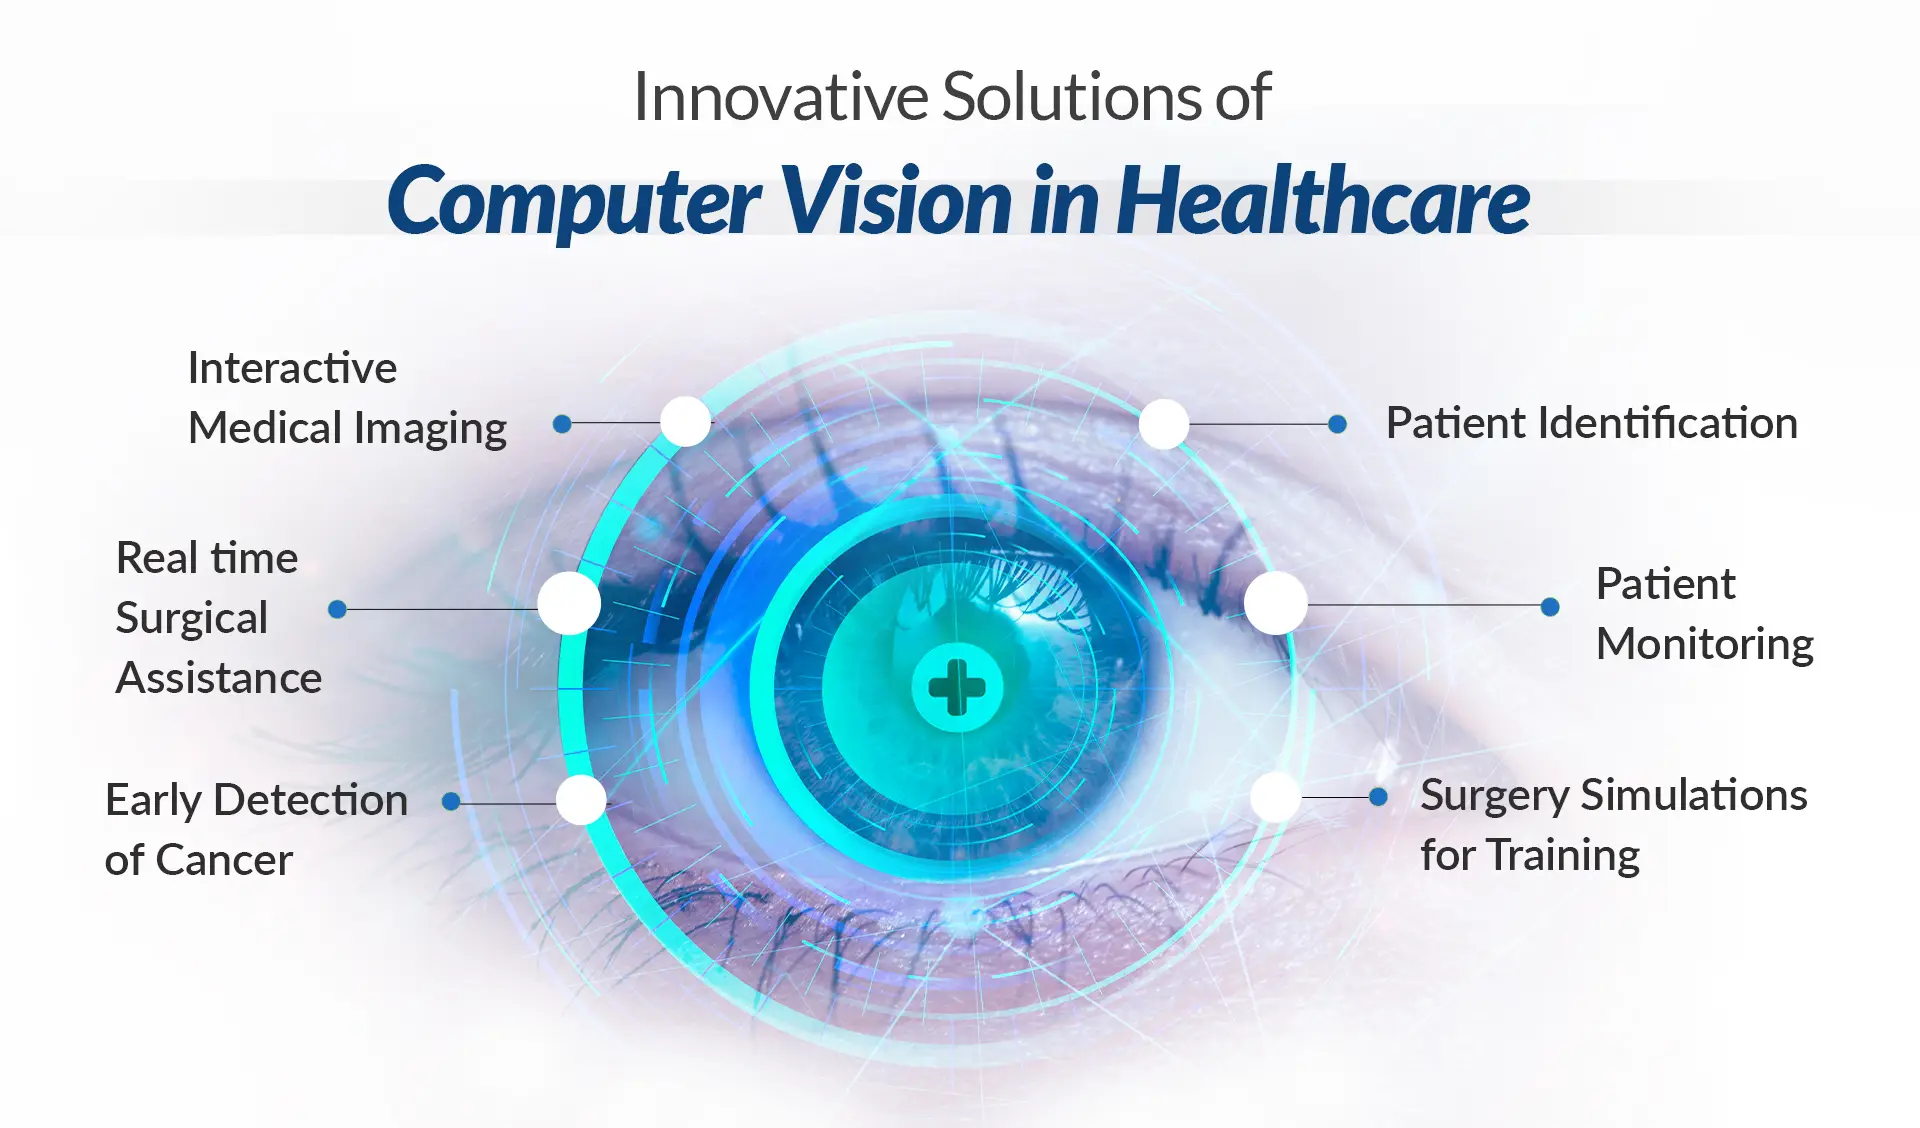 Innovative Solutions of
Computer Vision in Healthcare
Interactive
Medical Imaging
Real time
Surgical
Assistance
Early Detection
of Cancer
Patient Identification
Patient
Monitoring
Surgery Simulations
for Training